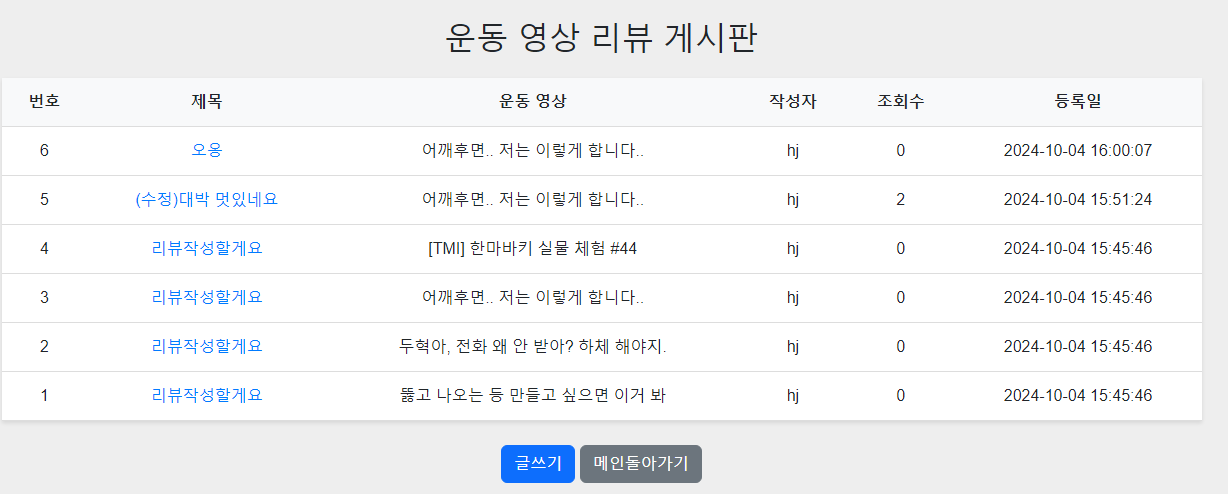 운동 영상 리뷰 게시판
번호 제목 운동 영상 작성자 조회수 등록일
6 오옹 어깨후면.. 저는 이렇게 합니다.. hj 0 2024-10-04 16:00:07
5 (수정)대박 멋있네요 어깨후면.. 저는 이렇게 합니다.. hj 2 2024-10-04 15:51:24
4 리뷰작성할게요 [TMI] 한마바키 실물 체험 #44 hj 0 2024-10-04 15:45:46
3 리뷰작성할게요 어깨후면.. 저는 이렇게 합니다.. hj 0 2024-10-04 15:45:46
2 리뷰작성할게요 두혁아, 전화 왜 안 받아? 하체 해야지. hj 0 2024-10-04 15:45:46
1 리뷰작성할게요 뚫고 나오는 등 만들고 싶으면 이거 봐 hj 0 2024-10-04 15:45:46
글쓰기 메인돌아가기